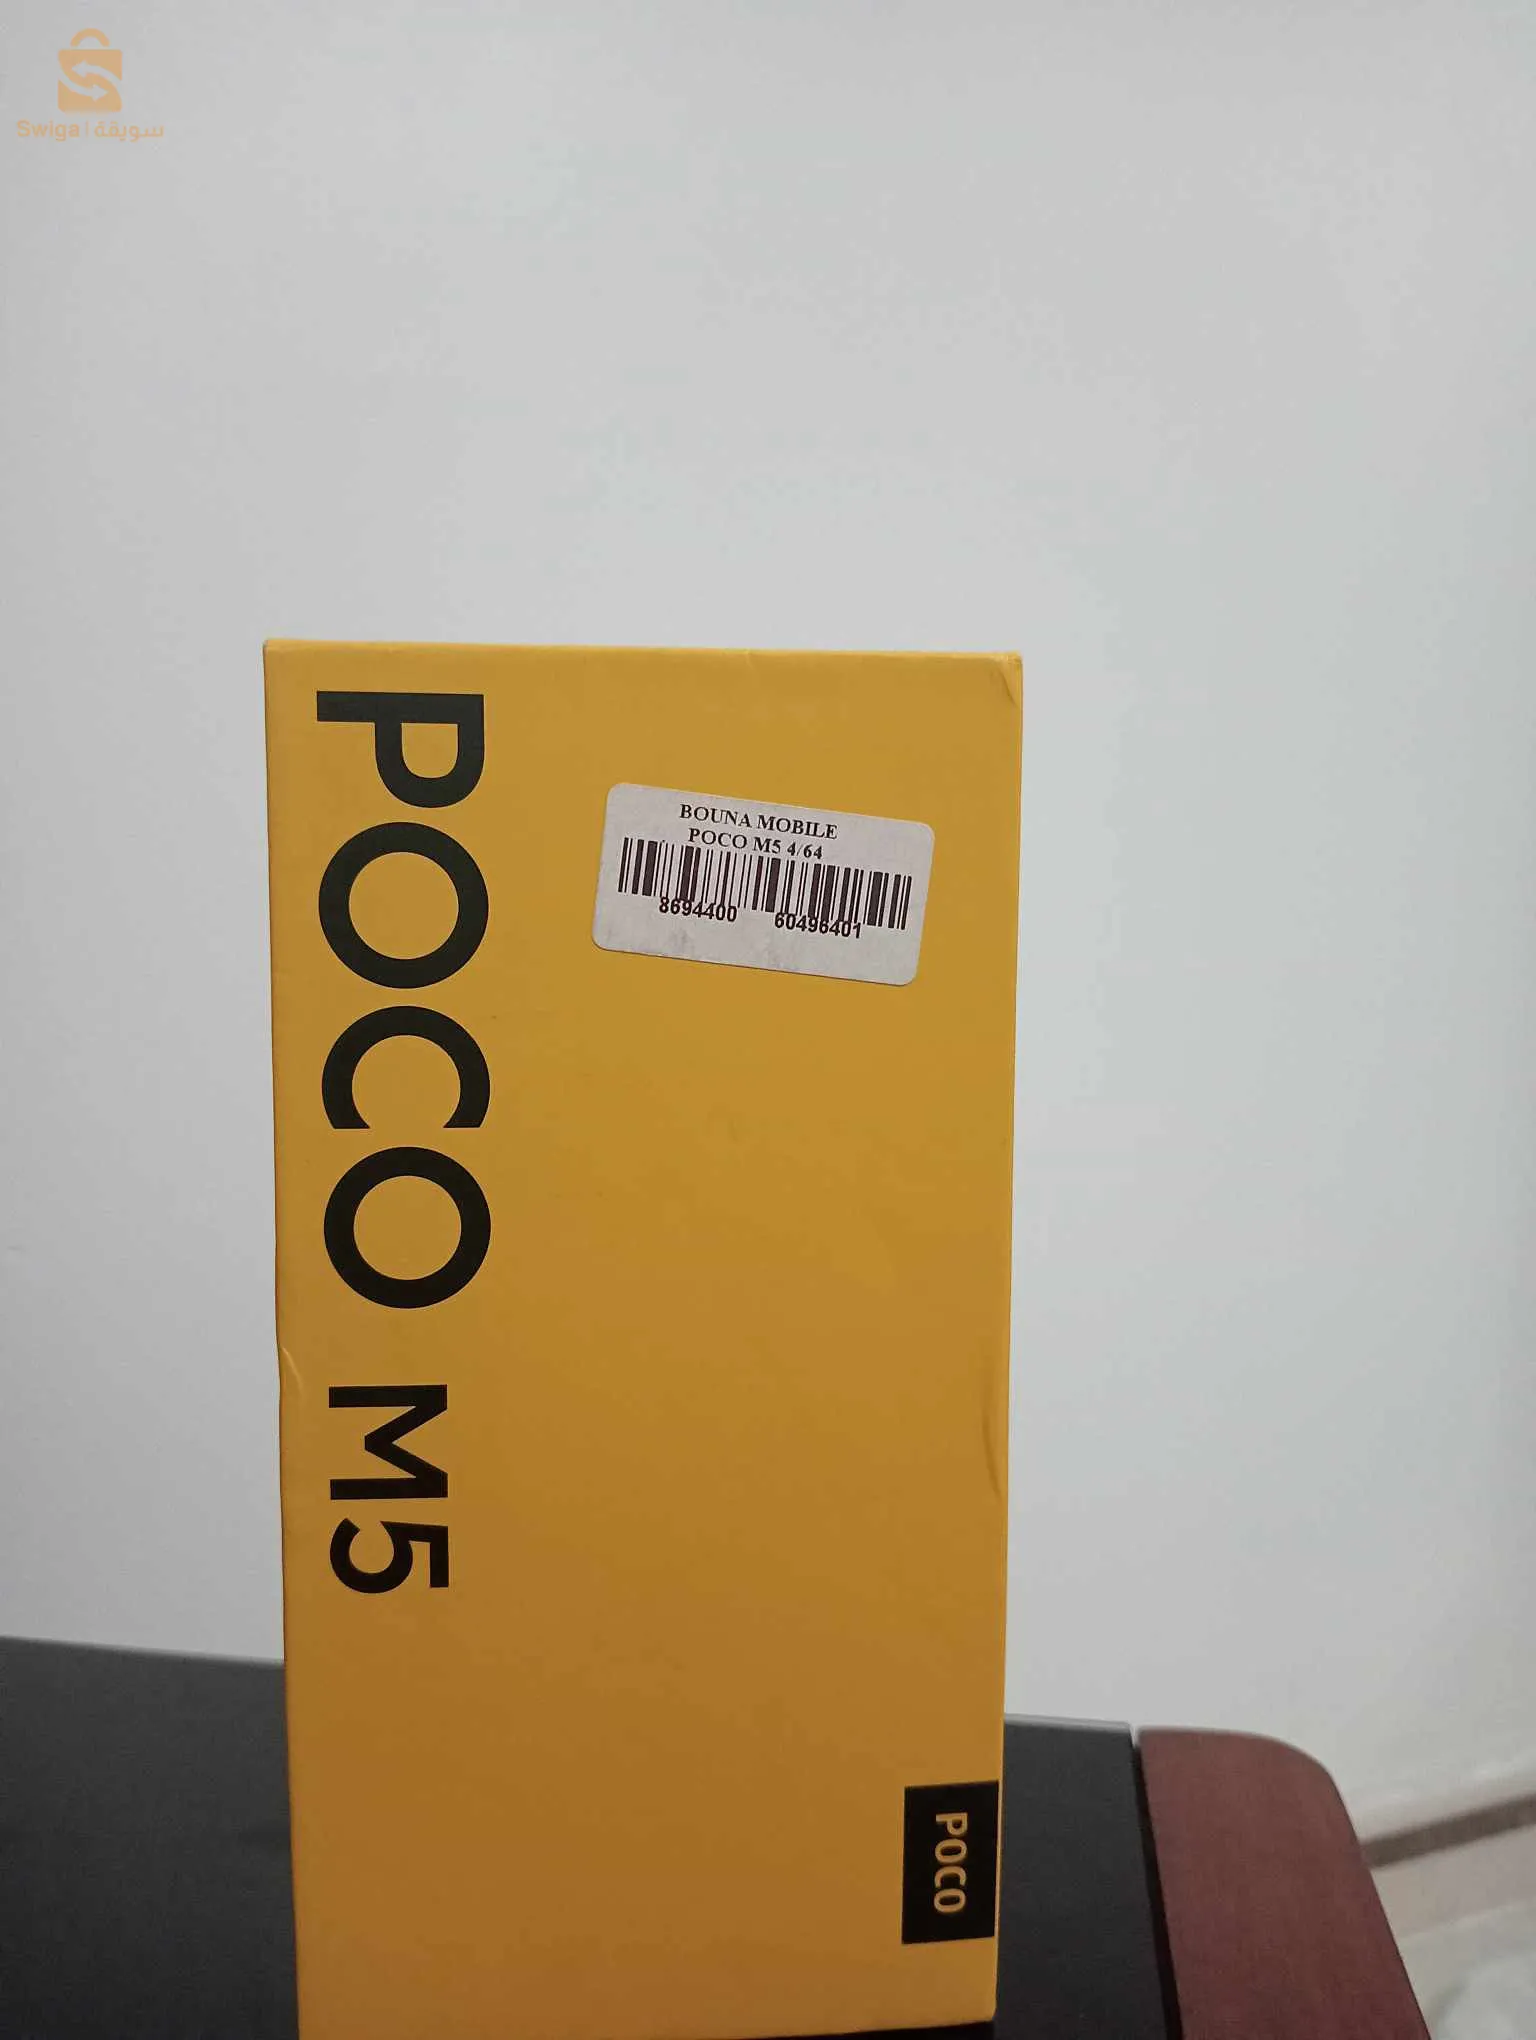 Swiga | سويقة
POCO M5
BOUNA MOBILE
POCO M5 4/64
8694400 60496401
POCO